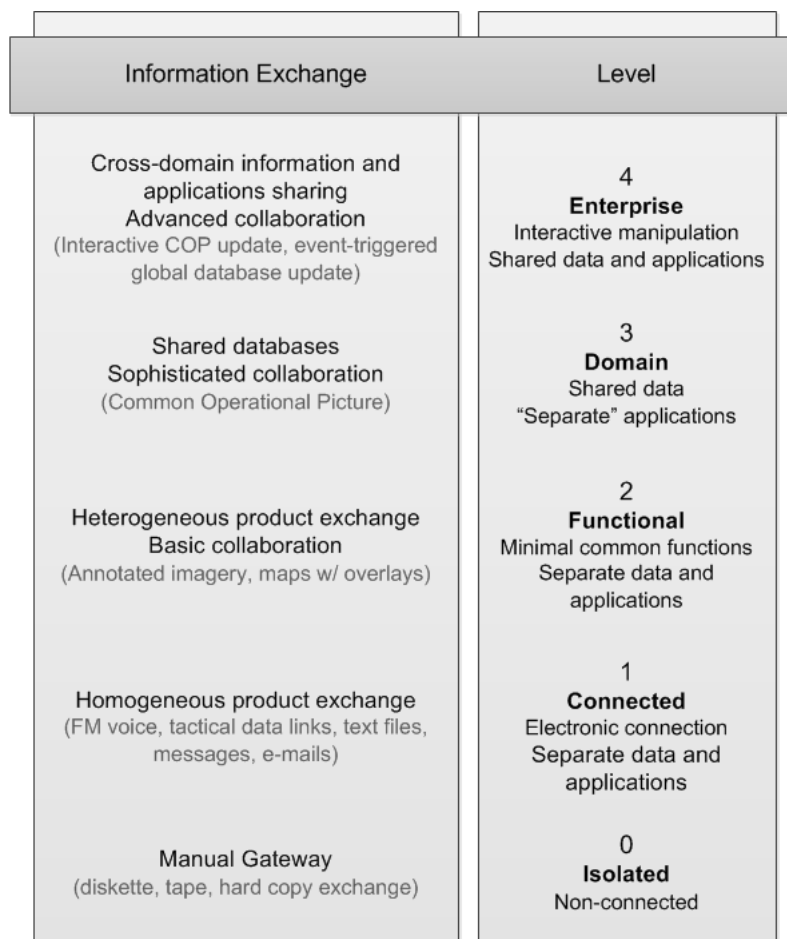 Information Exchange
Level
Cross-domain information and
applications sharing
Advanced collaboration
(Interactive COP update, event-triggered
global database update)
4
Enterprise
Interactive manipulation
Shared data and applications
Shared databases
Sophisticated collaboration
(Common Operational Picture)
3
Domain
Shared data
“Separate” applications
Heterogeneous product exchange
Basic collaboration
(Annotated imagery, maps w/ overlays)
2
Functional
Minimal common functions
Separate data and
applications
Homogeneous product exchange
(FM voice, tactical data links, text files,
messages, e-mails)
1
Connected
Electronic connection
Separate data and
applications
Manual Gateway
(diskette, tape, hard copy exchange)
0
Isolated
Non-connected